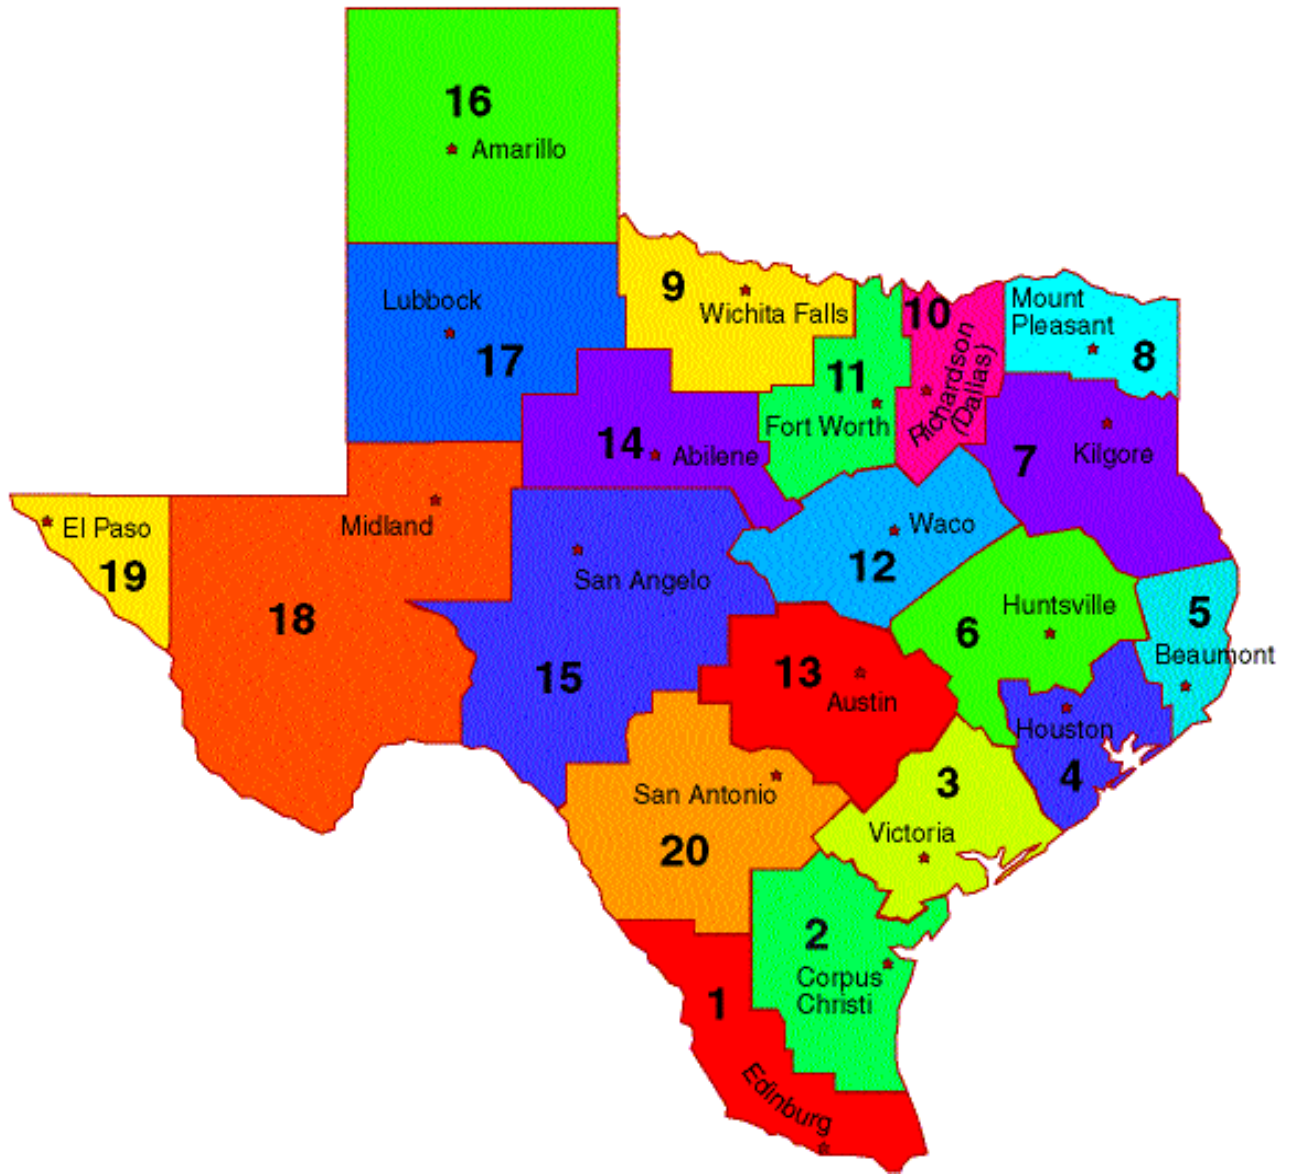 16
Amarillo
Lubbock
17
9
Wichita Falls
11
Fort Worth
10
Richardson
(Dallas)
Mount
Pleasant
8
14
Abilene
7
Kilgore
El Paso
19
Midland
18
San Angelo
15
Waco
12
Huntsville
6
5
Beaumont
13
Austin
Houston
4
San Antonio
20
3
Victoria
2
Corpus
Christi
1
Edinburg